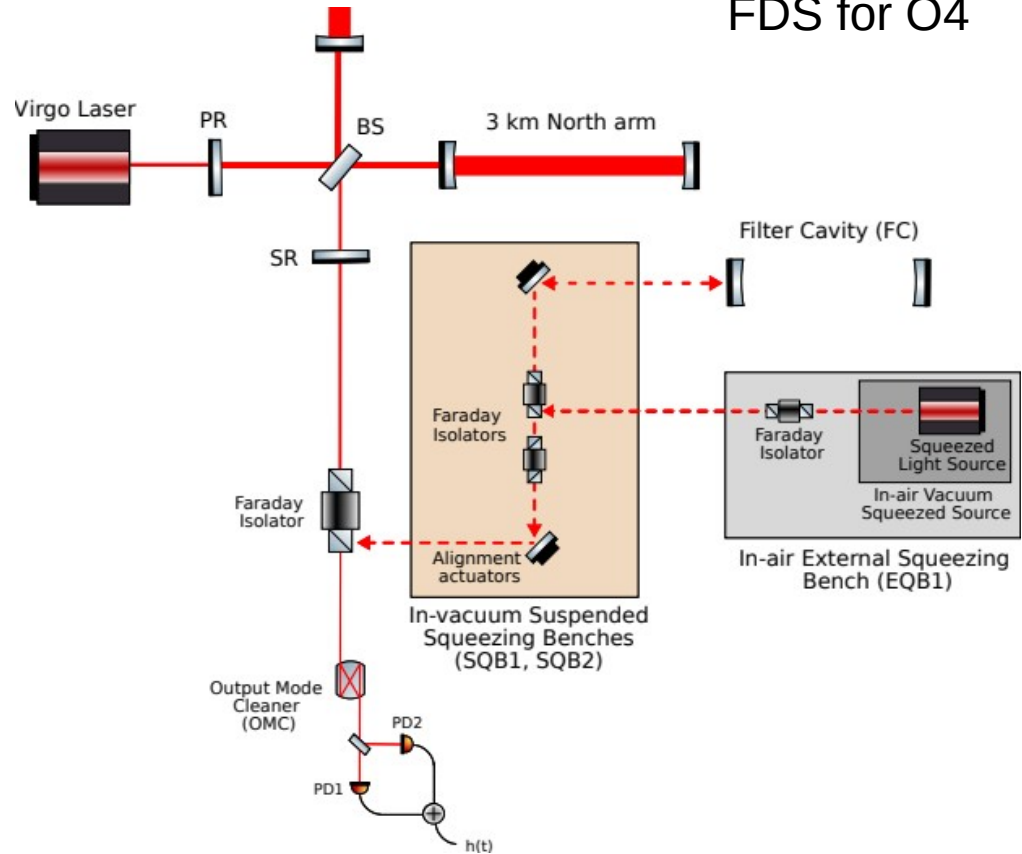 FDS for O4
Virgo Laser
PR
BS
3 km North arm
SR
Filter Cavity (FC)
Faraday
Isolators
Faraday
Isolator
Squeezed
Light Source
In-air Vacuum
Squeezed Source
In-air External Squeezing
Bench (EQB1)
Faraday
Isolator
Alignment
actuators
In-vacuum Suspended
Squeezing Benches
(SQB1, SQB2)
Output Mode
Cleaner
(OMC)
PD2
PD1
h(t)